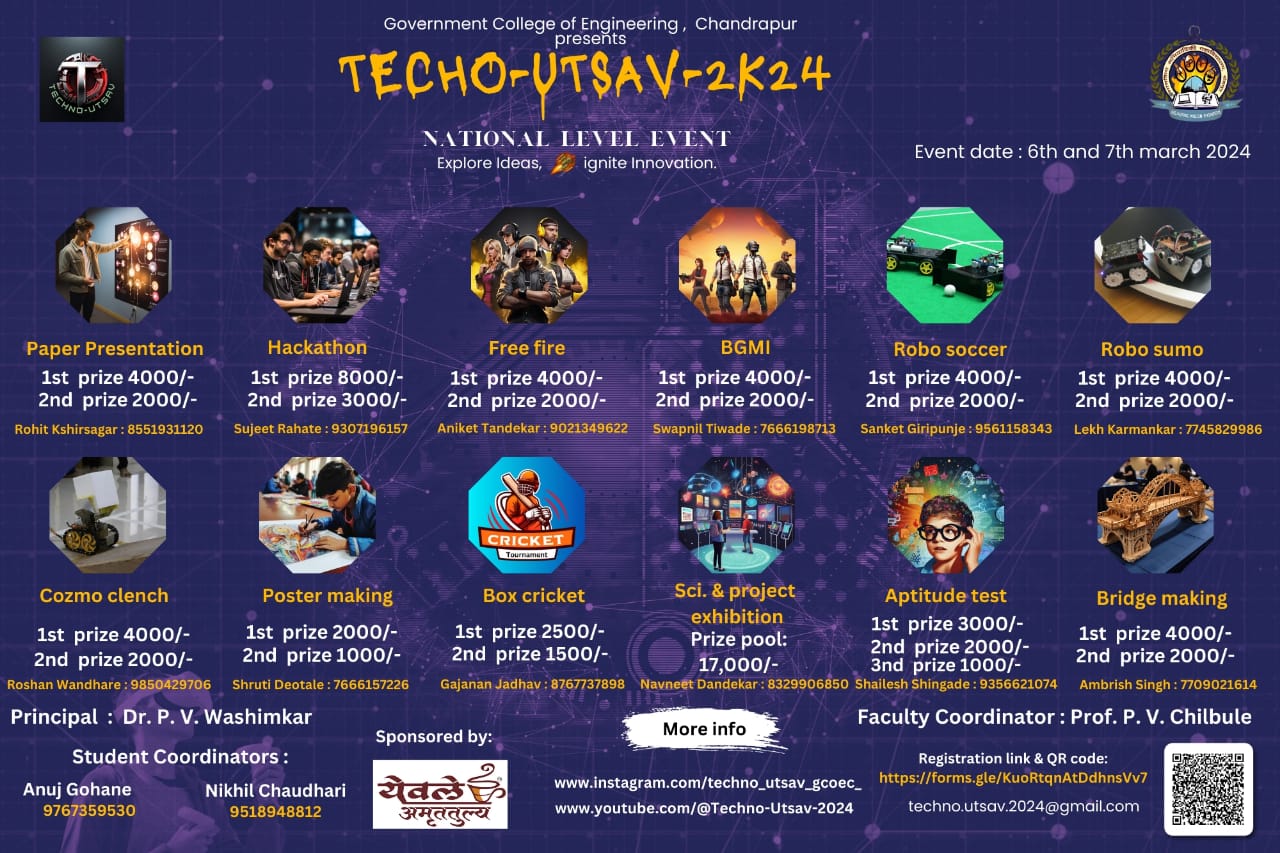 Government College of Engineering , Chandrapur
presents
TECHO-UTSAV-2K24
TECHNO-UTSAV
NATIONAL LEVEL EVENT
Explore Ideas, ignite Innovation.
Event date : 6th and 7th march 2024
Paper Presentation
1st prize 4000/-
2nd prize 2000/-
Rohit Kshirsagar : 8551931120
Hackathon
1st prize 8000/-
2nd prize 3000/-
Sujeet Rahate : 9307196157
Free fire
1st prize 4000/-
2nd prize 2000/-
Aniket Tandekar : 9021349622
BGMI
1st prize 4000/-
2nd prize 2000/-
Swapnil Tiwade : 7666198713
Robo soccer
1st prize 4000/-
2nd prize 2000/-
Sanket Giripunje : 9561158343
Robo sumo
1st prize 4000/-
2nd prize 2000/-
Lekh Karmankar : 7745829986
Cozmo clench
1st prize 4000/-
2nd prize 2000/-
Roshan Wandhare : 9850429706
Poster making
1st prize 2000/-
2nd prize 1000/-
Shruti Deotale : 7666157226
CRICKET
Tournament
Box cricket
1st prize 2500/-
2nd prize 1500/-
Gajanan Jadhav : 8767737898
Sci. & project
exhibition
Prize pool:
17,000/-
Navneet Dandekar : 8329906850
Aptitude test
1st prize 3000/-
2nd prize 2000/-
3rd prize 1000/-
Shailesh Shingade : 9356621074
Bridge making
1st prize 4000/-
2nd prize 2000/-
Ambrish Singh : 7709021614
Principal : Dr. P. V. Washimkar
Student Coordinators :
Anuj Gohane
9767359530
Nikhil Chaudhari
9518948812
Sponsored by:
येवले
अमृततुल्य
More info
www.instagram.com/techno_utsav_gcoec_
www.youtube.com/@Techno-Utsav-2024
Faculty Coordinator : Prof. P. V. Chilbule
Registration link & QR code:
https://forms.gle/KuoRtqnAtDdhnsVv7
techno.utsav.2024@gmail.com